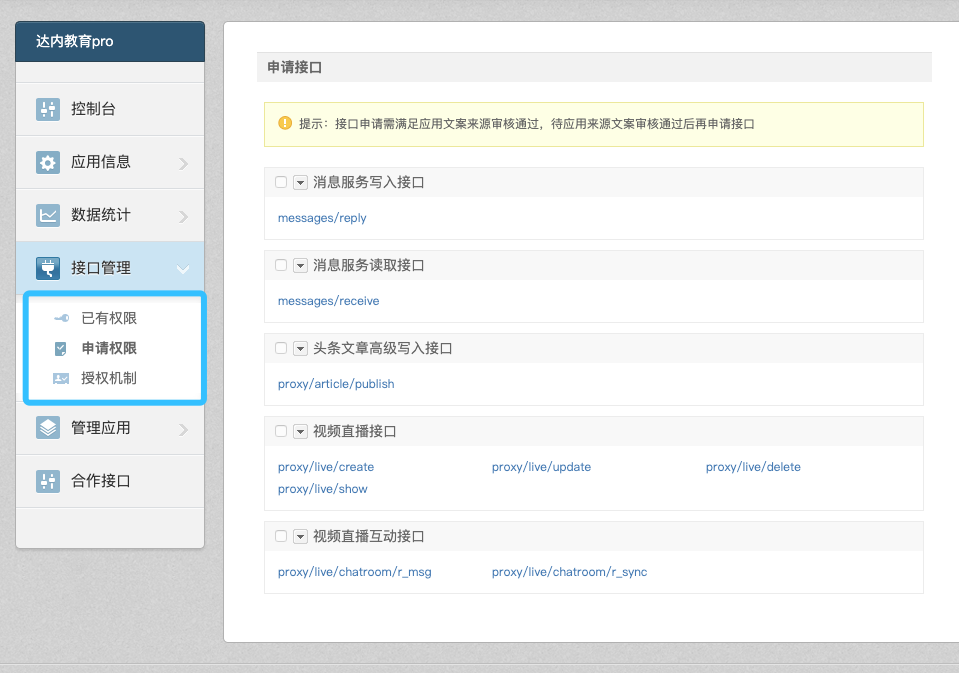 达内教育pro
控制台
应用信息
数据统计
接口管理
已有权限
申请权限
授权机制
管理应用
合作接口
申请接口
提示：接口申请需满足应用文案来源审核通过，待应用来源文案审核通过后再申请接口
消息服务写入接口
messages/reply
消息服务读取接口
messages/receive
头条文章高级写入接口
proxy/article/publish
视频直播接口
proxy/live/create proxy/live/update proxy/live/delete
proxy/live/show
视频直播互动接口
proxy/live/chatroom/r_msg proxy/live/chatroom/r_sync